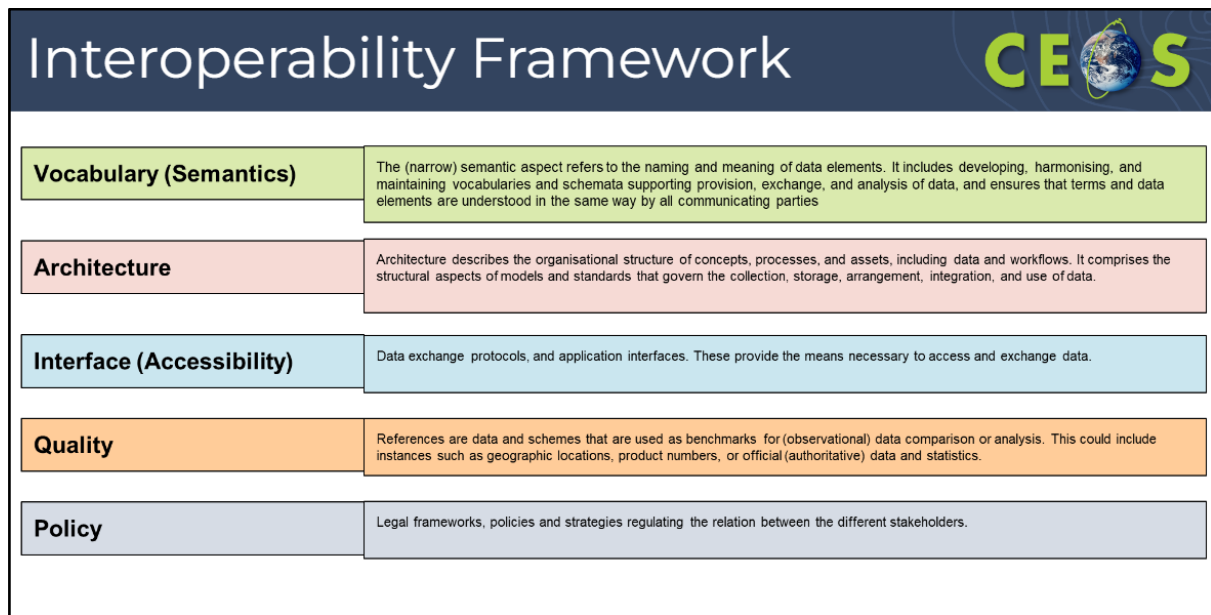 Interoperability Framework
CEOS
Vocabulary (Semantics)
The (narrow) semantic aspect refers to the naming and meaning of data elements. It includes developing, harmonising, and
maintaining vocabularies and schemata supporting provision, exchange, and analysis of data, and ensures that terms and data
elements are understood in the same way by all communicating parties
Architecture
Architecture describes the organisational structure of concepts, processes, and assets, including data and workflows. It comprises the
structural aspects of models and standards that govern the collection, storage, arrangement, integration, and use of data.
Interface (Accessibility)
Data exchange protocols, and application interfaces. These provide the means necessary to access and exchange data.
Quality
References are data and schemes that are used as benchmarks for (observational) data comparison or analysis. This could include
instances such as geographic locations, product numbers, or official (authoritative) data and statistics.
Policy
Legal frameworks, policies and strategies regulating the relation between the different stakeholders.